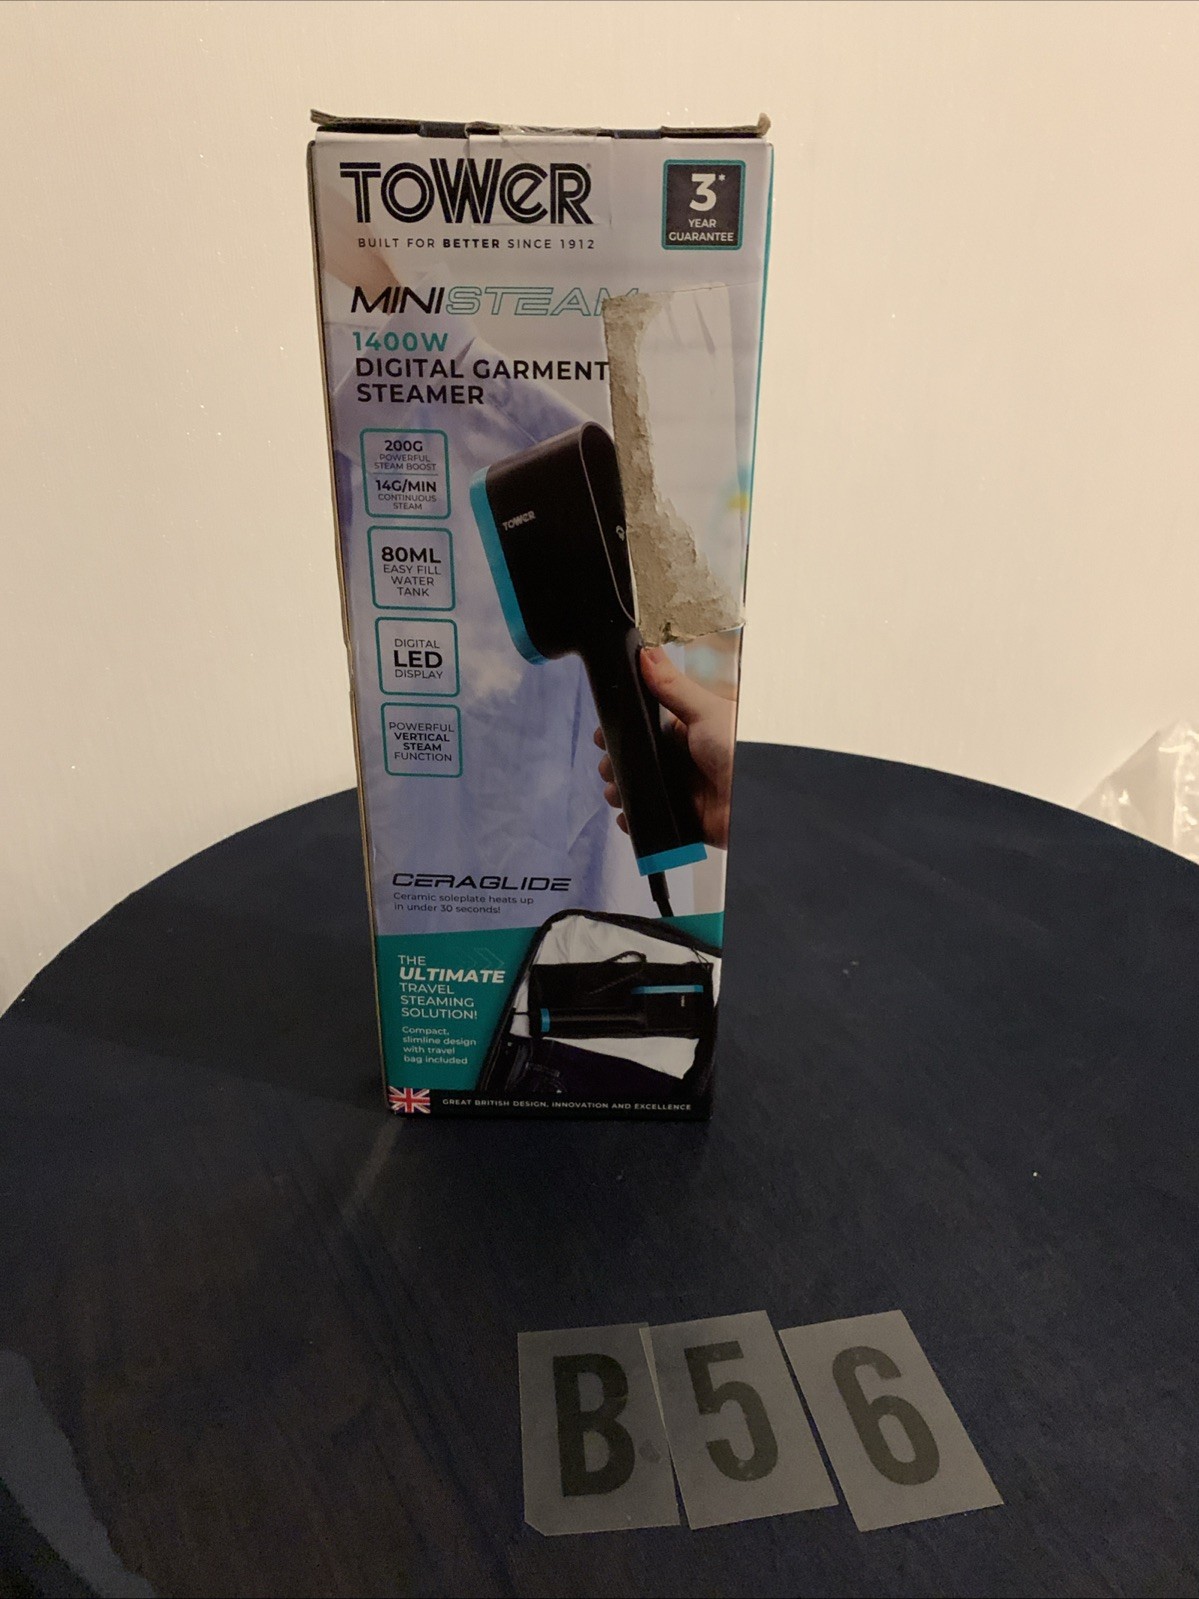 TOWER
BUILT FOR BETTER SINCE 1912
3*
YEAR
GUARANTEE
MINISTEAM
1400W
DIGITAL GARMENT
STEAMER
200G
POWERFUL
STEAM BOOST
14G/MIN
CONTINUOUS
STEAM
80ML
EASY FILL
WATER
TANK
DIGITAL
LED
DISPLAY
POWERFUL
VERTICAL
STEAM
FUNCTION
TOWER
CERAGLIDE
Ceramic soleplate heats up
in under 30 seconds!
THE
ULTIMATE
TRAVEL
STEAMING
SOLUTION!
Compact,
slimline design
with travel
bag included
GREAT BRITISH DESIGN, INNOVATION AND EXCELLENCE
B 5 6